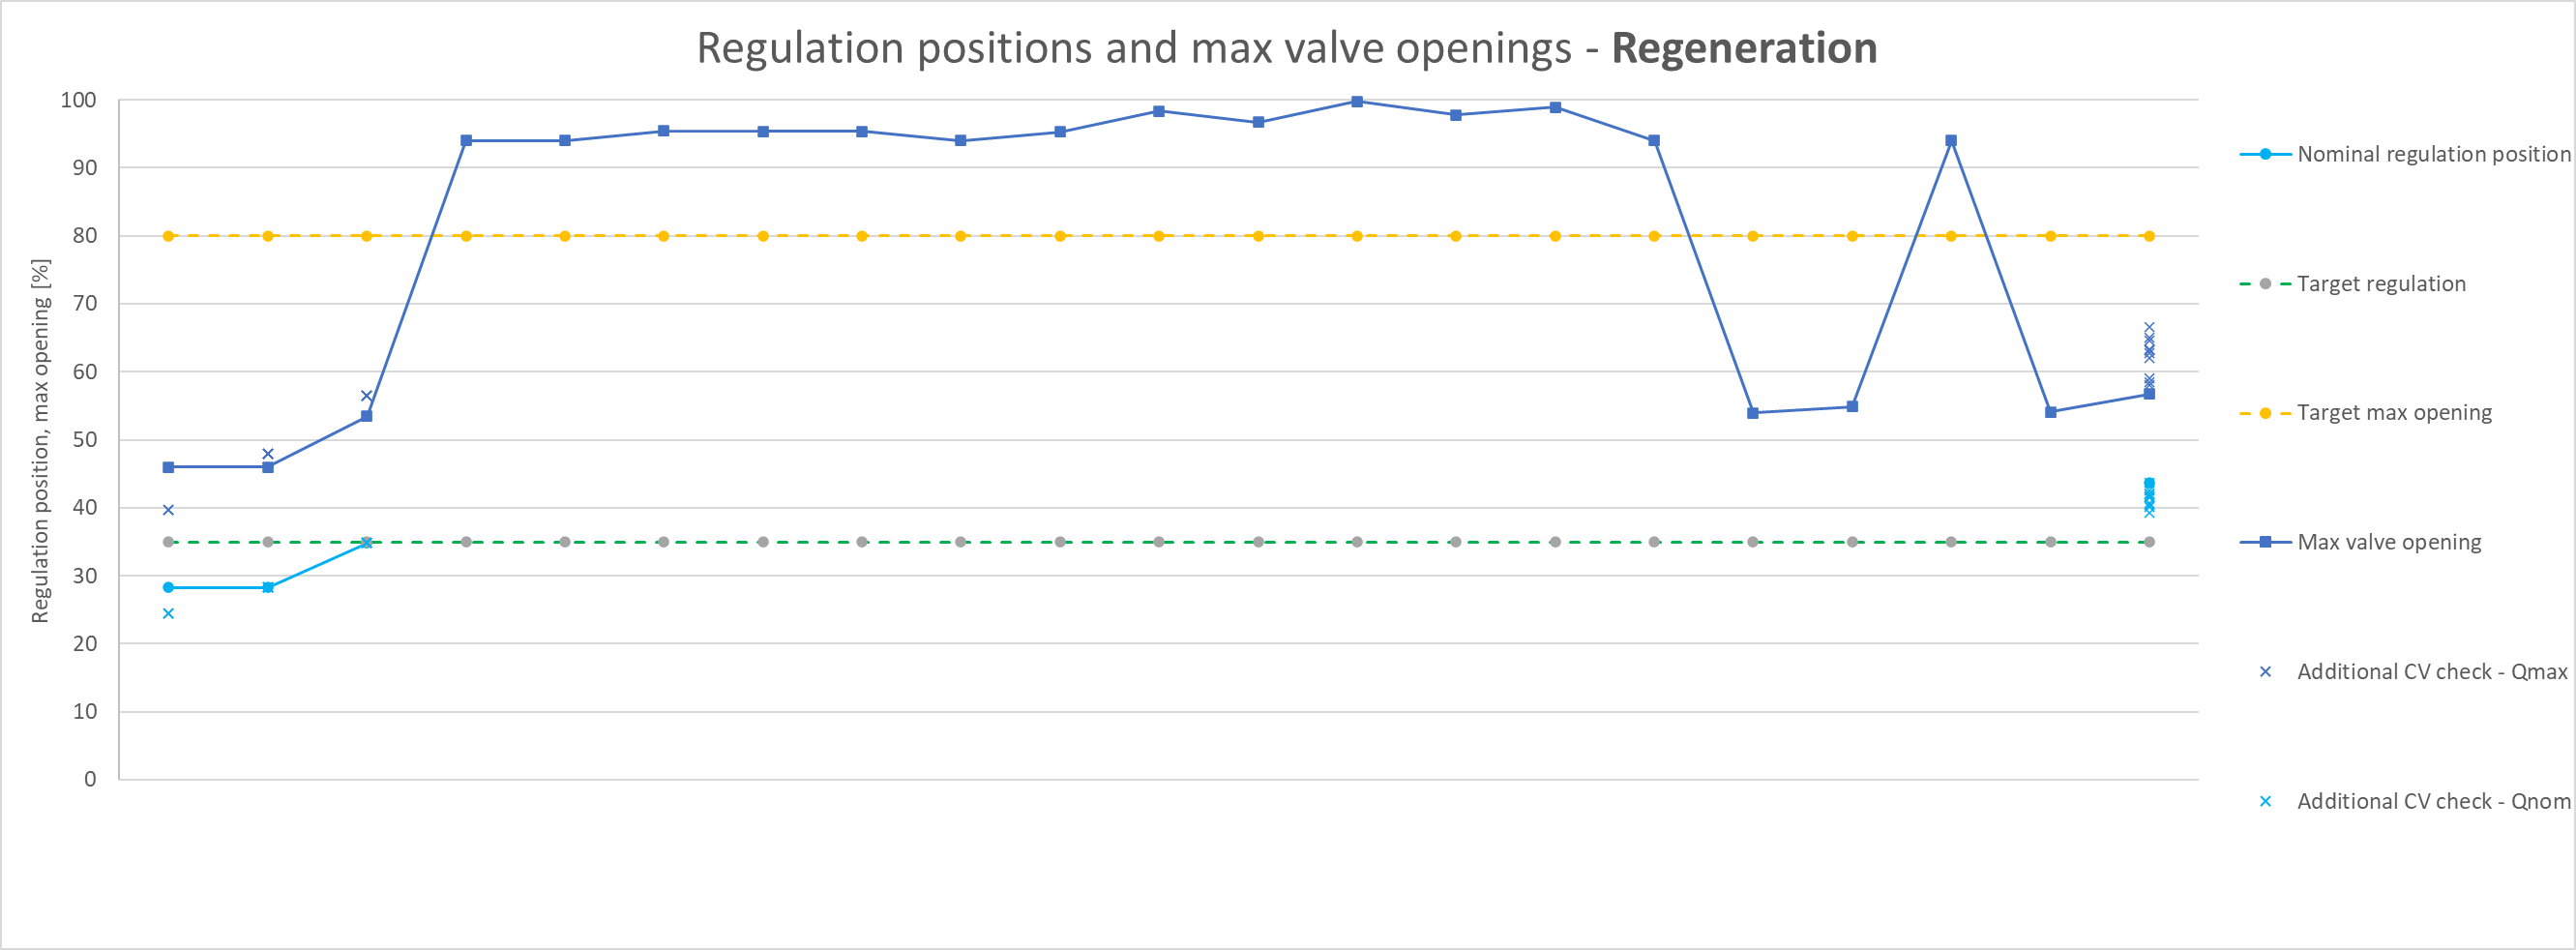 Regulation positions and max valve openings - Regeneration
Regulation position, max opening [%]
100
90
80
70
60
50
40
30
20
10
0
Nominal regulation position
Target regulation
Target max opening
Max valve opening
Additional CV check - Qmax
Additional CV check - Qnom